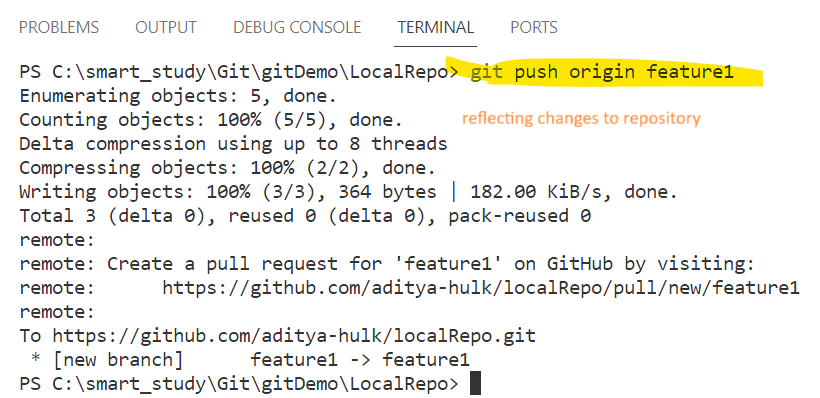 PROBLEMS OUTPUT DEBUG CONSOLE TERMINAL PORTS
PS C:\smart_study\Git\gitDemo\LocalRepo> git push origin feature1
Enumerating objects: 5, done.
Counting objects: 100% (5/5), done.
reflecting changes to repository
Delta compression using up to 8 threads
Compressing objects: 100% (2/2), done.
Writing objects: 100% (3/3), 364 bytes | 182.00 KiB/s, done.
Total 3 (delta 0), reused 0 (delta 0), pack-reused 0
remote:
remote: Create a pull request for 'feature1' on GitHub by visiting:
remote:      https://github.com/aditya-hulk/localRepo/pull/new/feature1
remote:
To https://github.com/aditya-hulk/localRepo.git
 * [new branch]      feature1 -> feature1
PS C:\smart_study\Git\gitDemo\LocalRepo>